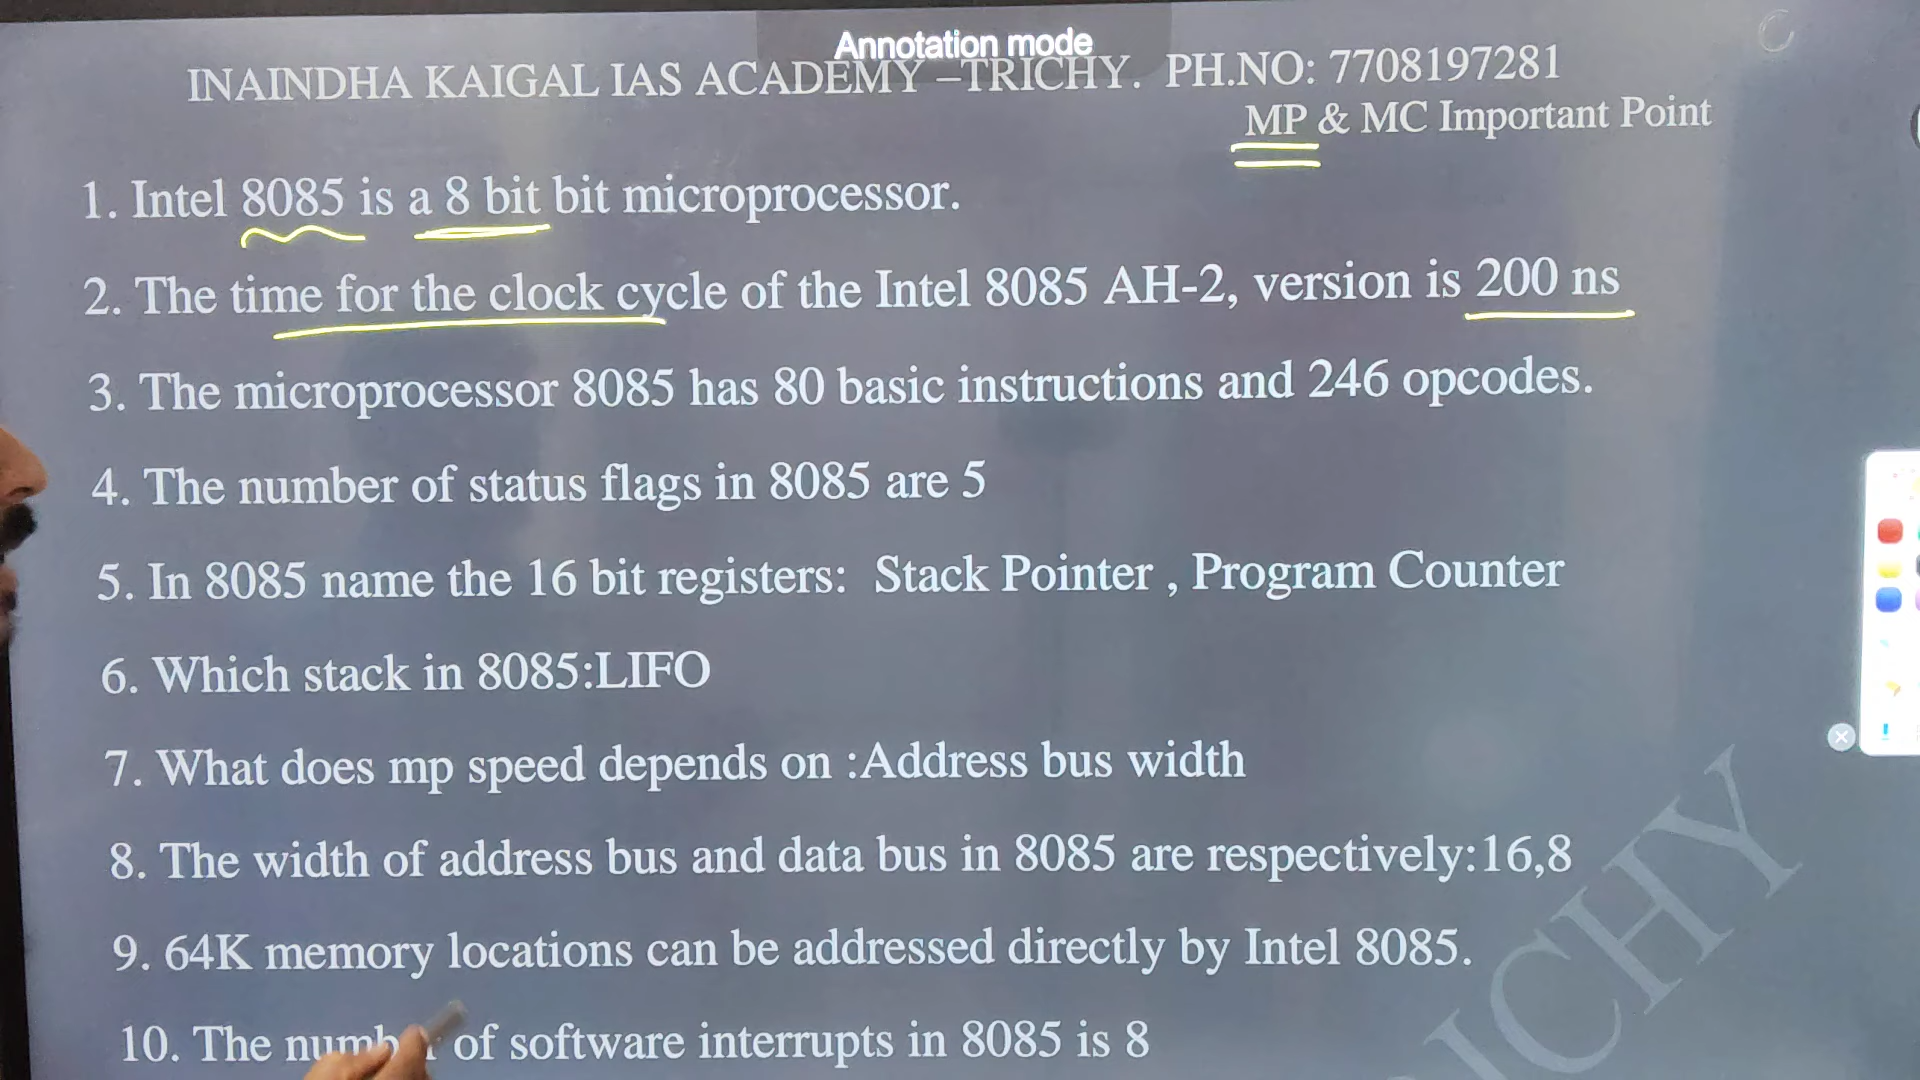 Annotation mode
INAINDHA KAIGAL IAS ACADEMY –TRICHY. PH.NO: 7708197281
MP & MC Important Point
1. Intel 8085 is a 8 bit bit microprocessor.
2. The time for the clock cycle of the Intel 8085 AH-2, version is 200 ns
3. The microprocessor 8085 has 80 basic instructions and 246 opcodes.
4. The number of status flags in 8085 are 5
5. In 8085 name the 16 bit registers: Stack Pointer , Program Counter
6. Which stack in 8085:LIFO
7. What does mp speed depends on :Address bus width
8. The width of address bus and data bus in 8085 are respectively:16,8
9. 64K memory locations can be addressed directly by Intel 8085.
10. The number of software interrupts in 8085 is 8